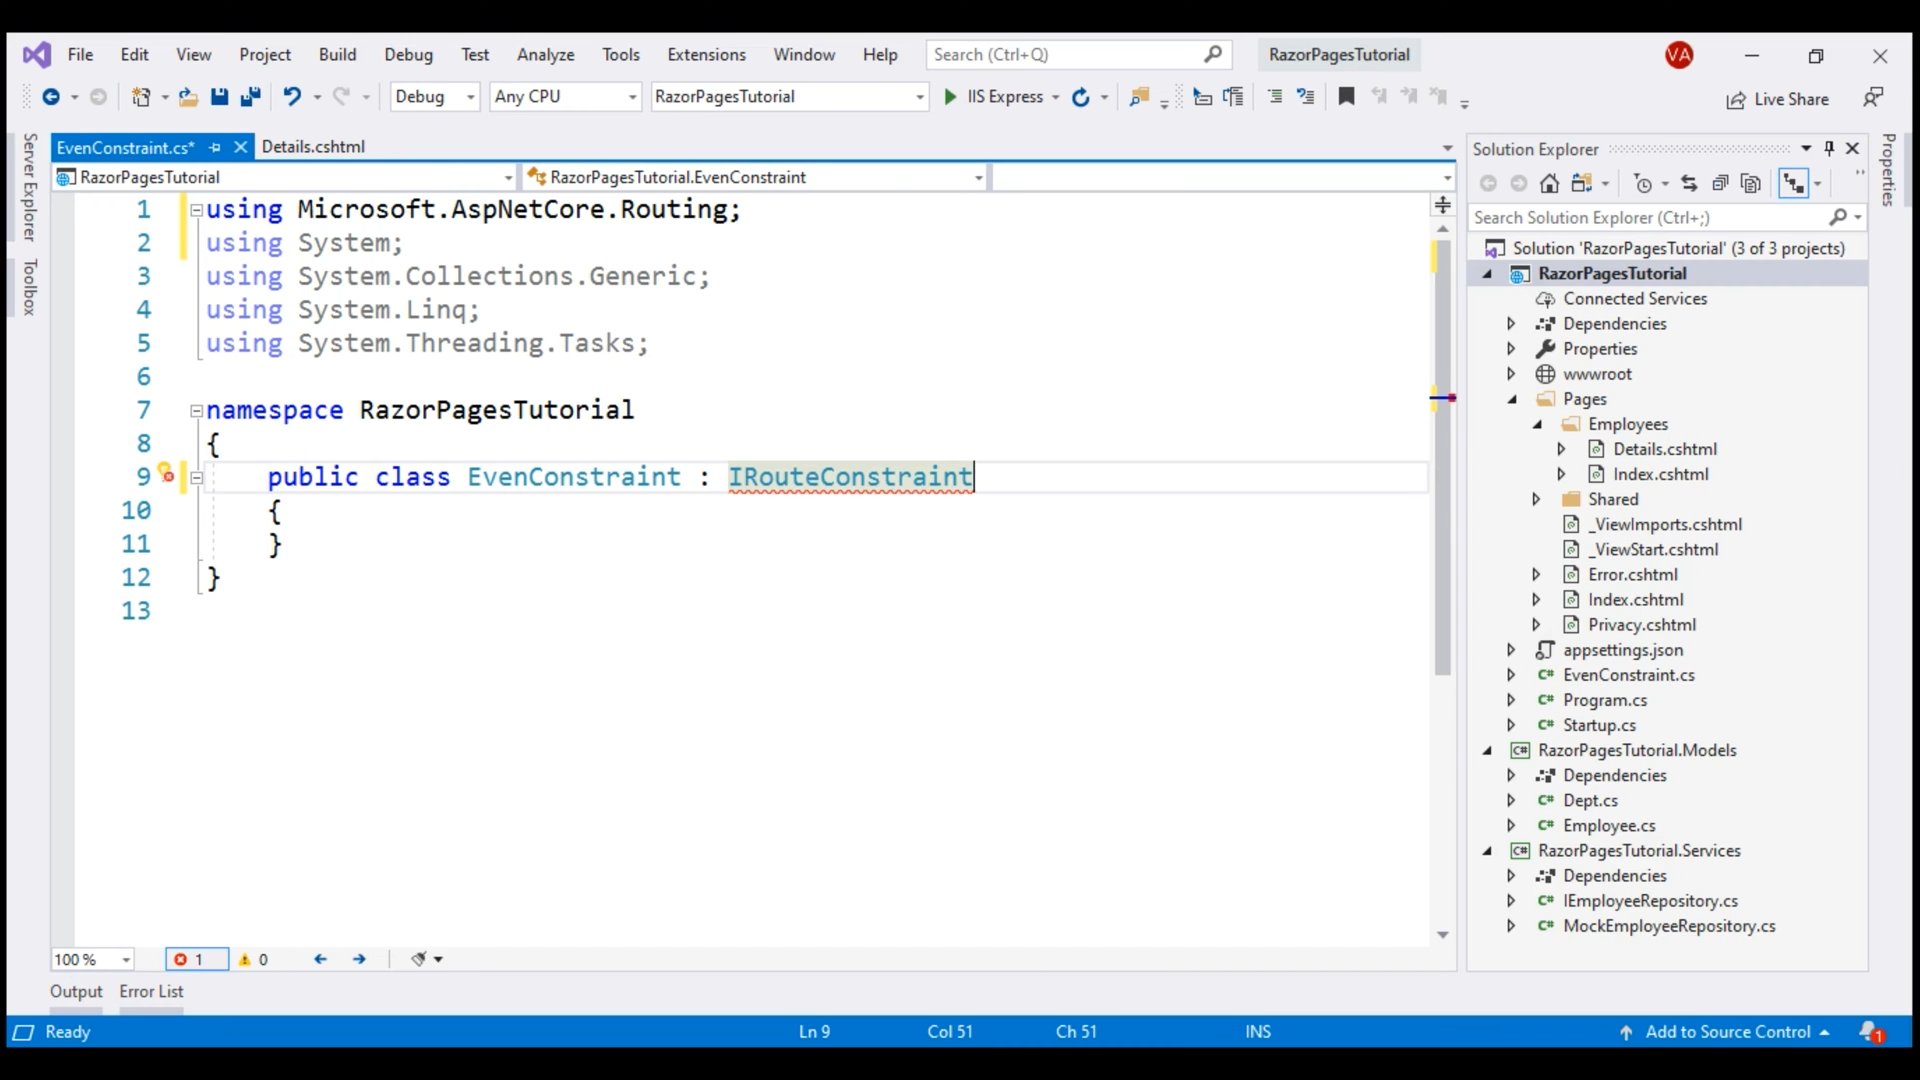 File Edit View Project Build Debug Test Analyze Tools Extensions Window Help Search (Ctrl+Q) RazorPagesTutorial VA
Debug Any CPU RazorPagesTutorial IIS Express Live Share
Server Explorer
Toolbox
EvenConstraint.cs* Details.cshtml
RazorPagesTutorial RazorPagesTutorial.EvenConstraint
1 using Microsoft.AspNetCore.Routing;
2 using System;
3 using System.Collections.Generic;
4 using System.Linq;
5 using System.Threading.Tasks;
6
7 namespace RazorPagesTutorial
8 {
9 public class EvenConstraint : IRouteConstraint
10 {
11 }
12 }
13
100 % 1 0
Output Error List
Solution Explorer
Search Solution Explorer (Ctrl+;)
Solution 'RazorPagesTutorial' (3 of 3 projects)
RazorPagesTutorial
Connected Services
Dependencies
Properties
wwwroot
Pages
Employees
Details.cshtml
Index.cshtml
Shared
_ViewImports.cshtml
_ViewStart.cshtml
Error.cshtml
Index.cshtml
Privacy.cshtml
appsettings.json
C# EvenConstraint.cs
C# Program.cs
C# Startup.cs
C# RazorPagesTutorial.Models
Dependencies
C# Dept.cs
C# Employee.cs
C# RazorPagesTutorial.Services
Dependencies
C# IEmployeeRepository.cs
C# MockEmployeeRepository.cs
Properties
Ready Ln 9 Col 51 Ch 51 INS Add to Source Control 1